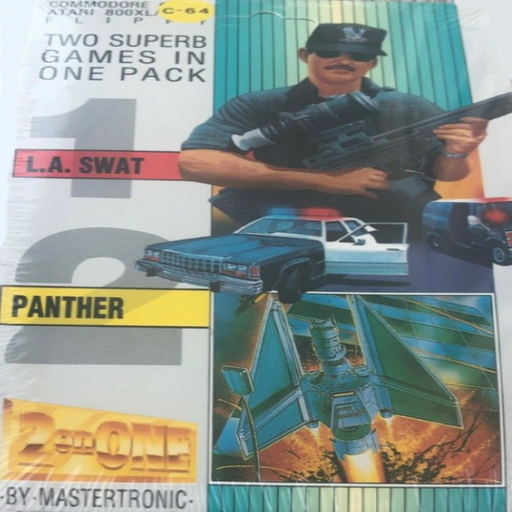 COMMODORE
ATARI 800XL/
C-64
FLIPPY
TWO SUPERB
GAMES IN
ONE PACK
1
L.A. SWAT
2
PANTHER
2 on ONE
·BY·MASTERTRONIC·